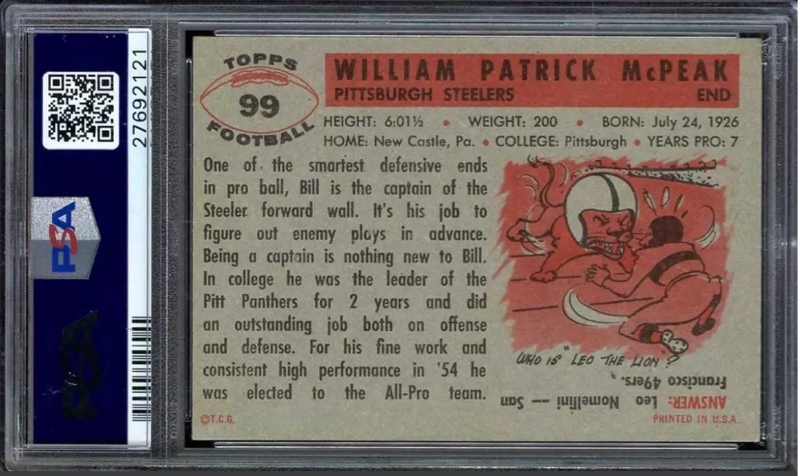 27692121
PSA
PSA
TOPPS
99
FOOTBALL
WILLIAM PATRICK McPEAK
PITTSBURGH STEELERS END
HEIGHT: 6:01½ • WEIGHT: 200 • BORN: July 24, 1926
HOME: New Castle, Pa. • COLLEGE: Pittsburgh • YEARS PRO: 7
One of the smartest defensive ends
in pro ball, Bill is the captain of the
Steeler forward wall. It's his job to
figure out enemy plays in advance.
Being a captain is nothing new to Bill.
In college he was the leader of the
Pitt Panthers for 2 years and did
an outstanding job both on offense
and defense. For his fine work and
consistent high performance in '54 he
was elected to the All-Pro team.
WHO IS "LEO THE LION"?
ANSWER: Leo Nomellini — San
Francisco 49ers.
©T.C.G.
PRINTED IN U.S.A.